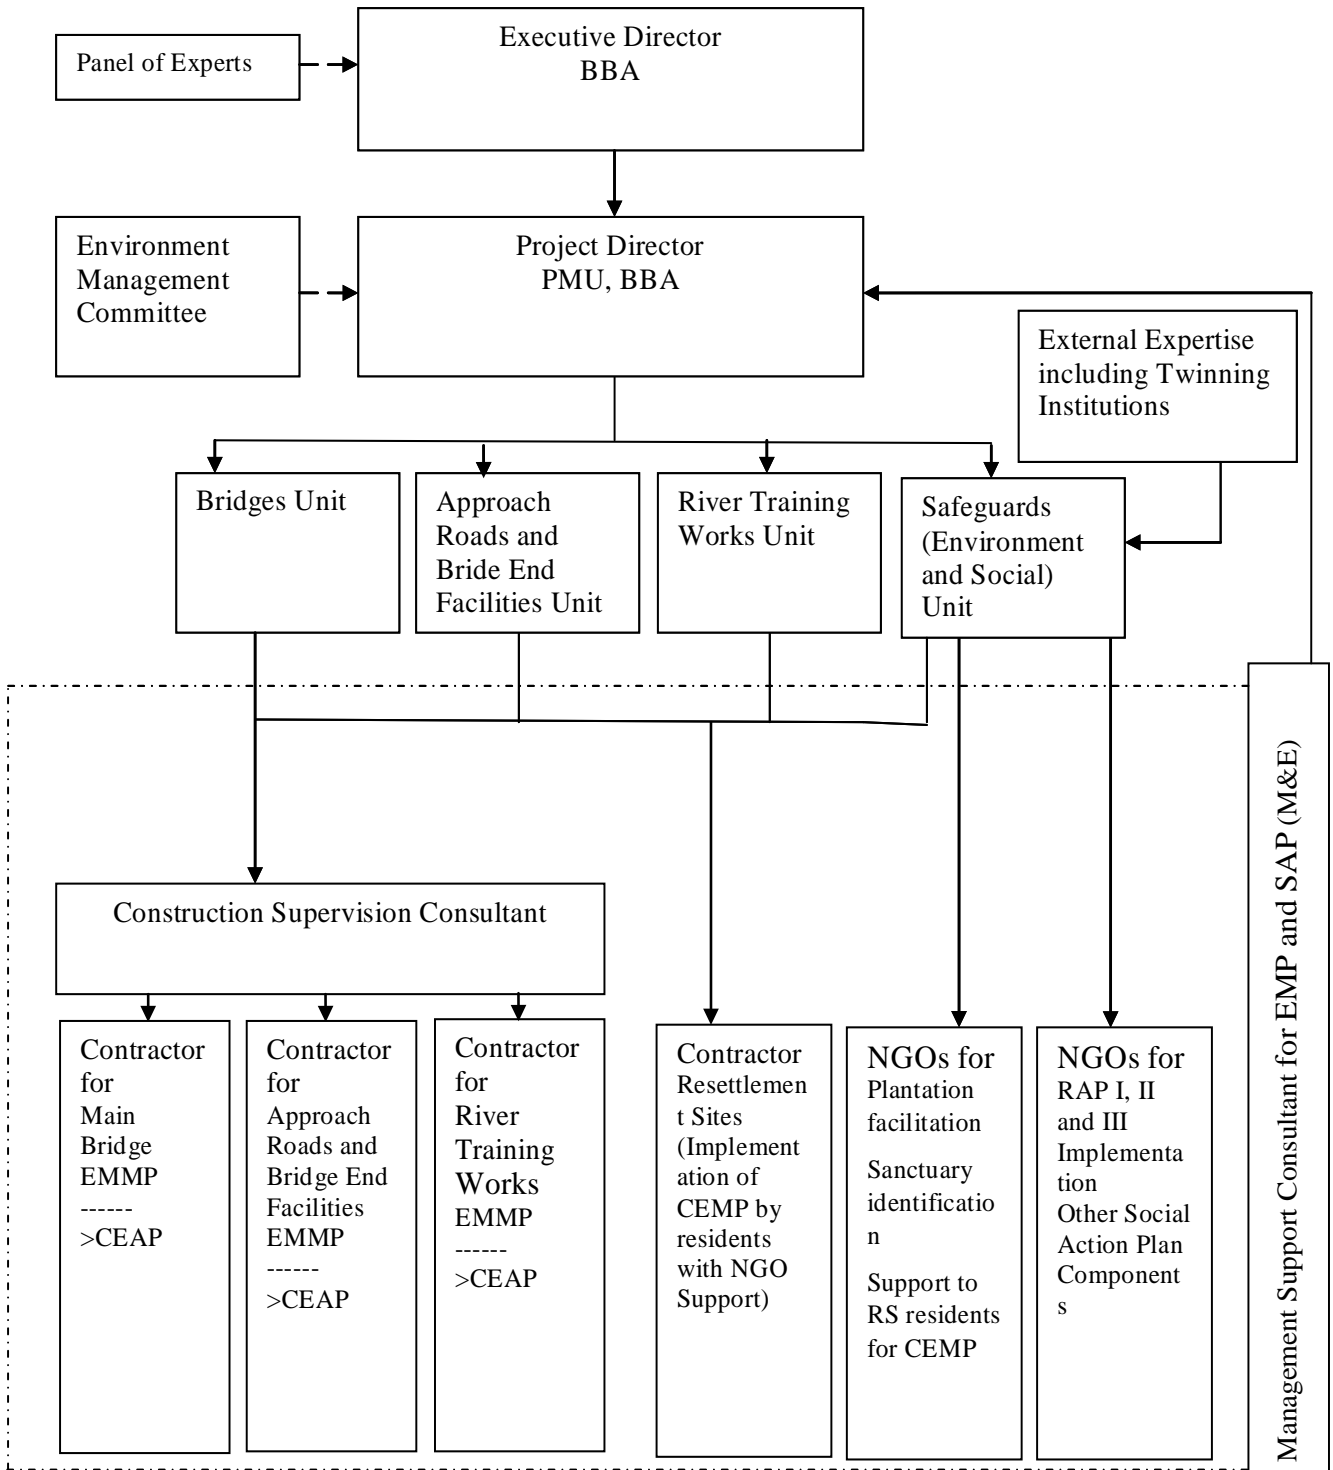 Panel of Experts
Executive Director
BBA
Environment
Management
Committee
Project Director
PMU, BBA
External Expertise
including Twinning
Institutions
Bridges Unit
Approach
Roads and
Bride End
Facilities Unit
River Training
Works Unit
Safeguards
(Environment
and Social)
Unit
Construction Supervision Consultant
Contractor
for
Main
Bridge
EMMP
------
>CEAP
Contractor
for
Approach
Roads and
Bridge End
Facilities
EMMP
------
>CEAP
Contractor
for
River
Training
Works
EMMP
------
>CEAP
Contractor
Resettlemen
t Sites
(Implement
ation of
CEMP by
residents
with NGO
Support)
NGOs for
Plantation
facilitation
Sanctuary
identificatio
n
Support to
RS residents
for CEMP
NGOs for
RAP I, II
and III
Implementa
tion
Other Social
Action Plan
Component
s
Management Support Consultant for EMP and SAP (M&E)